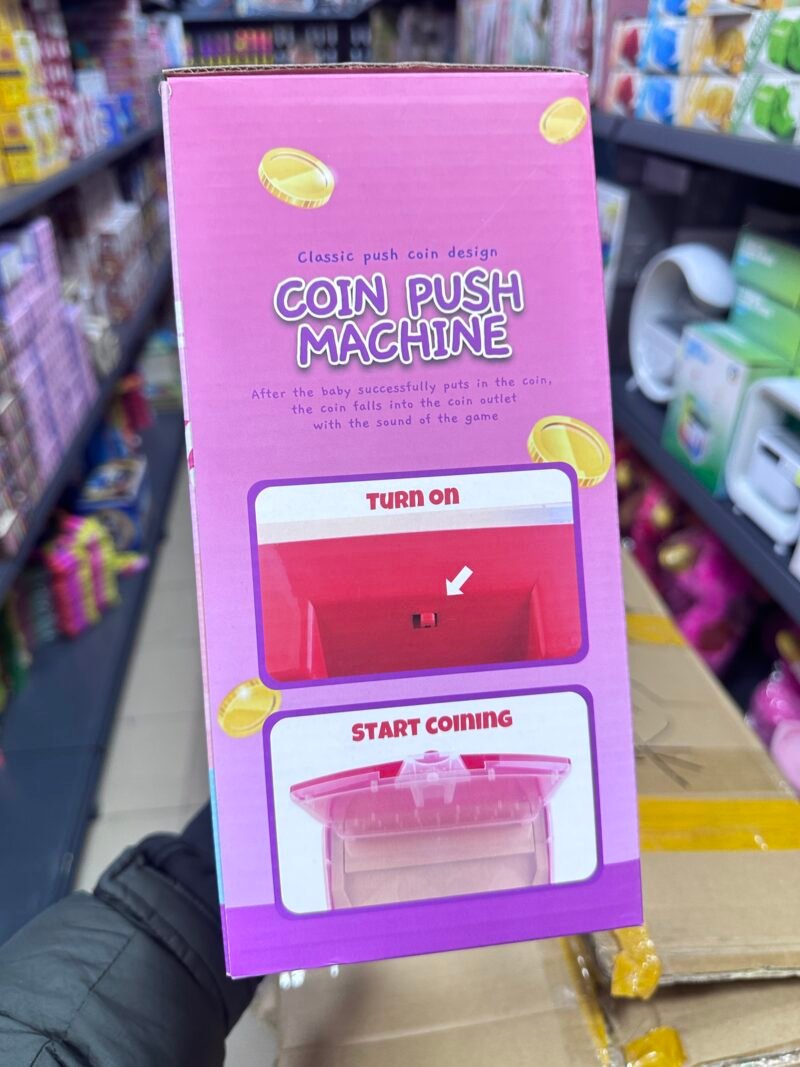 Classic push coin design
COIN PUSH
MACHINE
After the baby successfully puts in the coin,
the coin falls into the coin outlet
with the sound of the game
TURN ON
START COINING